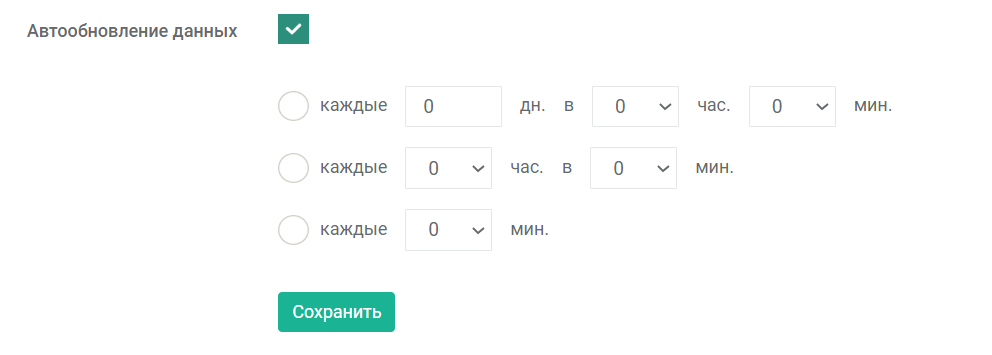 Автообновление данных
каждые 0 дн. в 0 час. 0 мин.
каждые 0 час. в 0 мин.
каждые 0 мин.
Сохранить